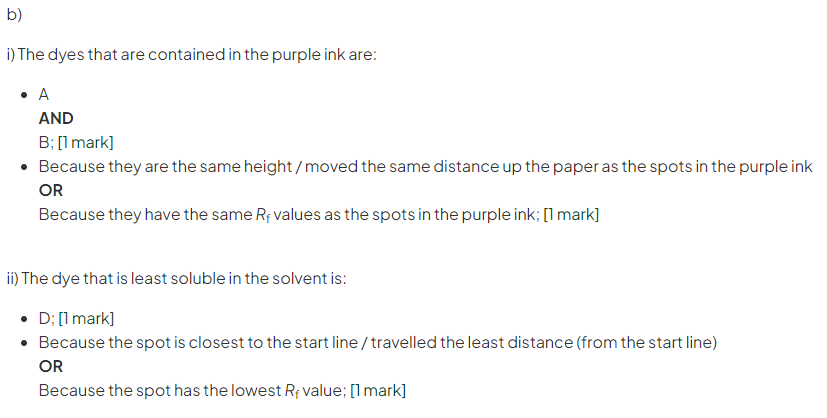 b)
i) The dyes that are contained in the purple ink are:
• A
AND
B; [1 mark]
• Because they are the same height / moved the same distance up the paper as the spots in the purple ink
OR
Because they have the same Rf values as the spots in the purple ink; [1 mark]
ii) The dye that is least soluble in the solvent is:
• D; [1 mark]
• Because the spot is closest to the start line / travelled the least distance (from the start line)
OR
Because the spot has the lowest Rf value; [1 mark]